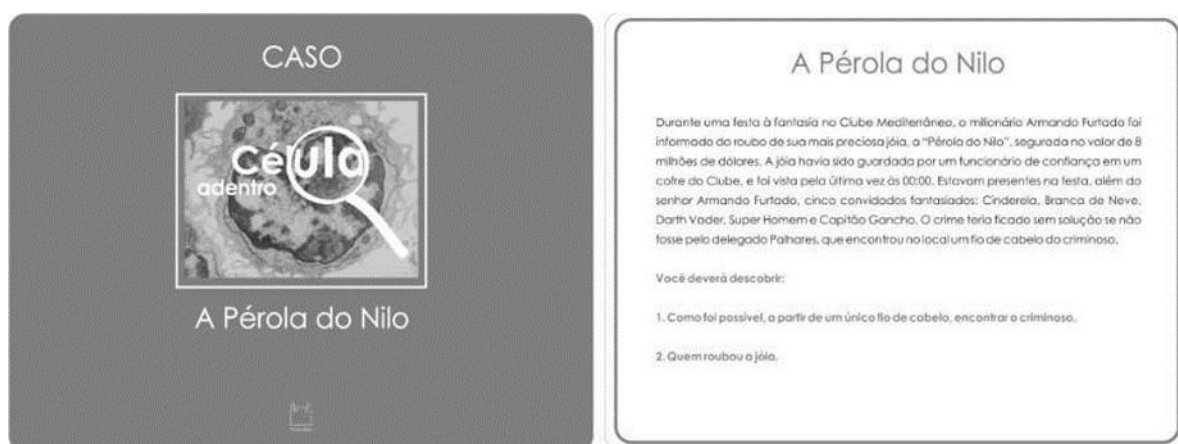 CASO
Célula
adentro
A Pérola do Nilo
A Pérola do Nilo
Durante uma festa à fantasia no Clube Mediterrâneo, o milionário Armando Furtado foi
informado do roubo de sua mais preciosa jóia, a “Pérola do Nilo”, segurada no valor de 8
milhões de dólares. A jóia havia sido guardada por um funcionário de confiança em um
cofre do Clube, e foi vista pela última vez às 00:00. Estavam presentes na festa, além do
senhor Armando Furtado, cinco convidados fantasiados: Cinderela, Branca de Neve,
Darth Vader, Super Homem e Capitão Gancho. O crime teria ficado sem solução se não
fosse pelo delegado Palhares, que encontrou no local um fio de cabelo do criminoso.
Você deverá descobrir:
1. Como foi possível, a partir de um único fio de cabelo, encontrar o criminoso.
2. Quem roubou a jóia.